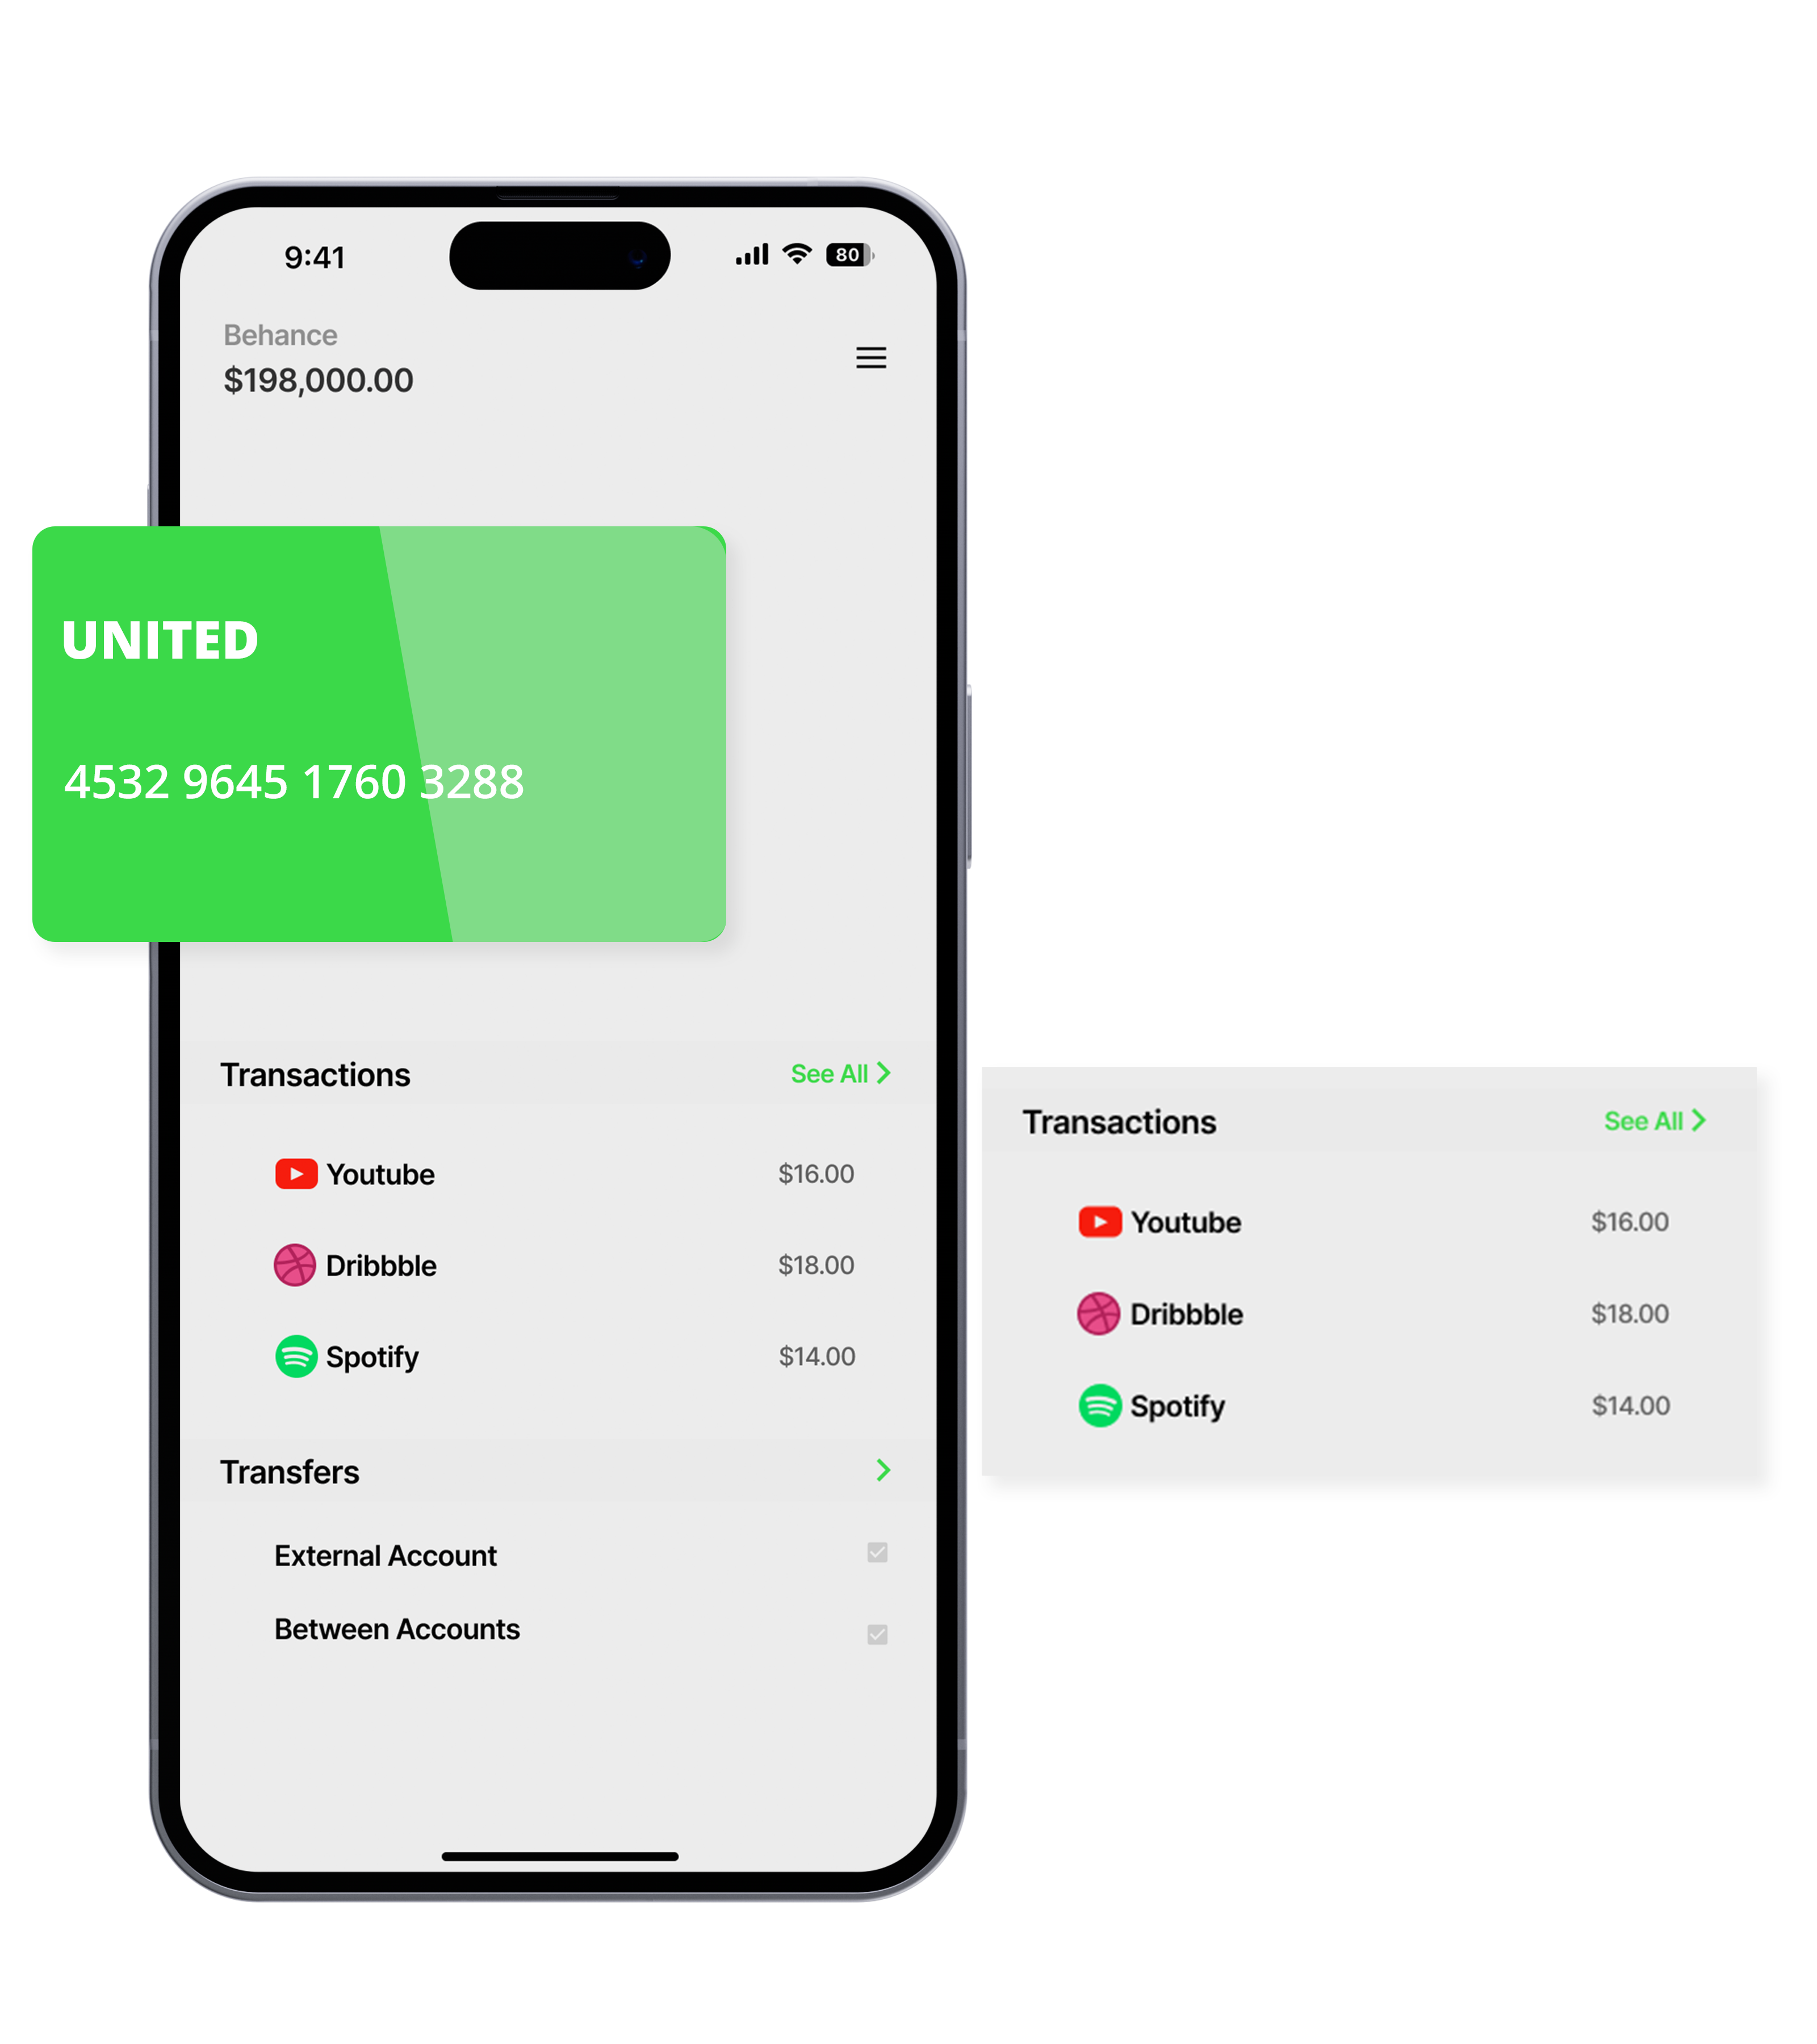 9:41
80
Behance
$198,000.00
UNITED
4532 9645 1760 3288
Transactions See All
Youtube $16.00
Dribbble $18.00
Spotify $14.00
Transfers
External Account
Between Accounts
Transactions See All
Youtube $16.00
Dribbble $18.00
Spotify $14.00